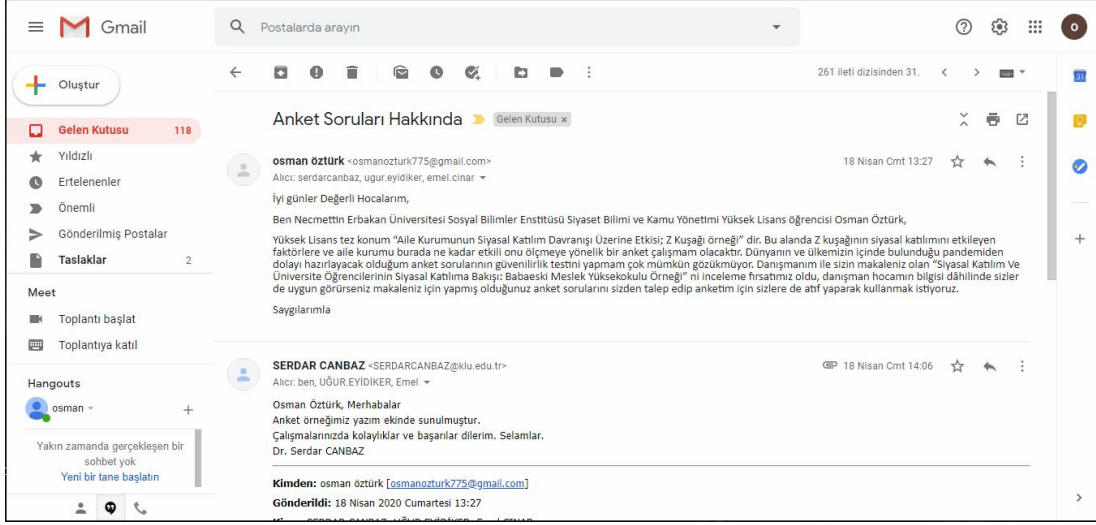 Gmail
Postalarda arayın
o
Oluştur
261 ileti dizisinden 31.
31
Gelen Kutusu 118
Yıldızlı
Ertelenenler
Önemli
Gönderilmiş Postalar
Taslaklar 2
Meet
Toplantı başlat
Toplantıya katıl
Hangouts
osman
Yakın zamanda gerçekleşen bir
sohbet yok
Yeni bir tane başlatın
Anket Soruları Hakkında Gelen Kutusu x
osman öztürk <osmanozturk775@gmail.com> 18 Nisan Cmt 13:27
Alıcı: serdarcanbaz, ugur.eyidiker, emel.cinar
İyi günler Değerli Hocalarım,
Ben Necmettin Erbakan Üniversitesi Sosyal Bilimler Enstitüsü Siyaset Bilimi ve Kamu Yönetimi Yüksek Lisans öğrencisi Osman Öztürk,
Yüksek Lisans tez konum “Aile Kurumunun Siyasal Katılım Davranışı Üzerine Etkisi; Z Kuşağı örneği” dir. Bu alanda Z kuşağının siyasal katılımını etkileyen
faktörlere ve aile kurumu burada ne kadar etkili onu ölçmeye yönelik bir anket çalışmam olacaktır. Dünyanın ve ülkemizin içinde bulunduğu pandemiden
dolayı hazırlayacak olduğum anket sorularının güvenilirlik testini yapmam çok mümkün gözükmüyor. Danışmanım ile sizin makaleniz olan “Siyasal Katılım Ve
Üniversite Öğrencilerinin Siyasal Katılıma Bakışı: Babaeski Meslek Yüksekokulu Örneği” ni inceleme fırsatımız oldu, danışman hocamın bilgisi dâhilinde sizler
de uygun görürseniz makaleniz için yapmış olduğunuz anket sorularını sizden talep edip anketim için sizlere de atıf yaparak kullanmak istiyoruz.
Saygılarımla
SERDAR CANBAZ <SERDARCANBAZ@klu.edu.tr> 18 Nisan Cmt 14:06
Alıcı: ben, UĞUR.EYİDİKER, Emel
Osman Öztürk, Merhabalar
Anket örneğimiz yazım ekinde sunulmuştur.
Çalışmalarınızda kolaylıklar ve başarılar dilerim. Selamlar.
Dr. Serdar CANBAZ
Kimden: osman öztürk [osmanozturk775@gmail.com]
Gönderildi: 18 Nisan 2020 Cumartesi 13:27